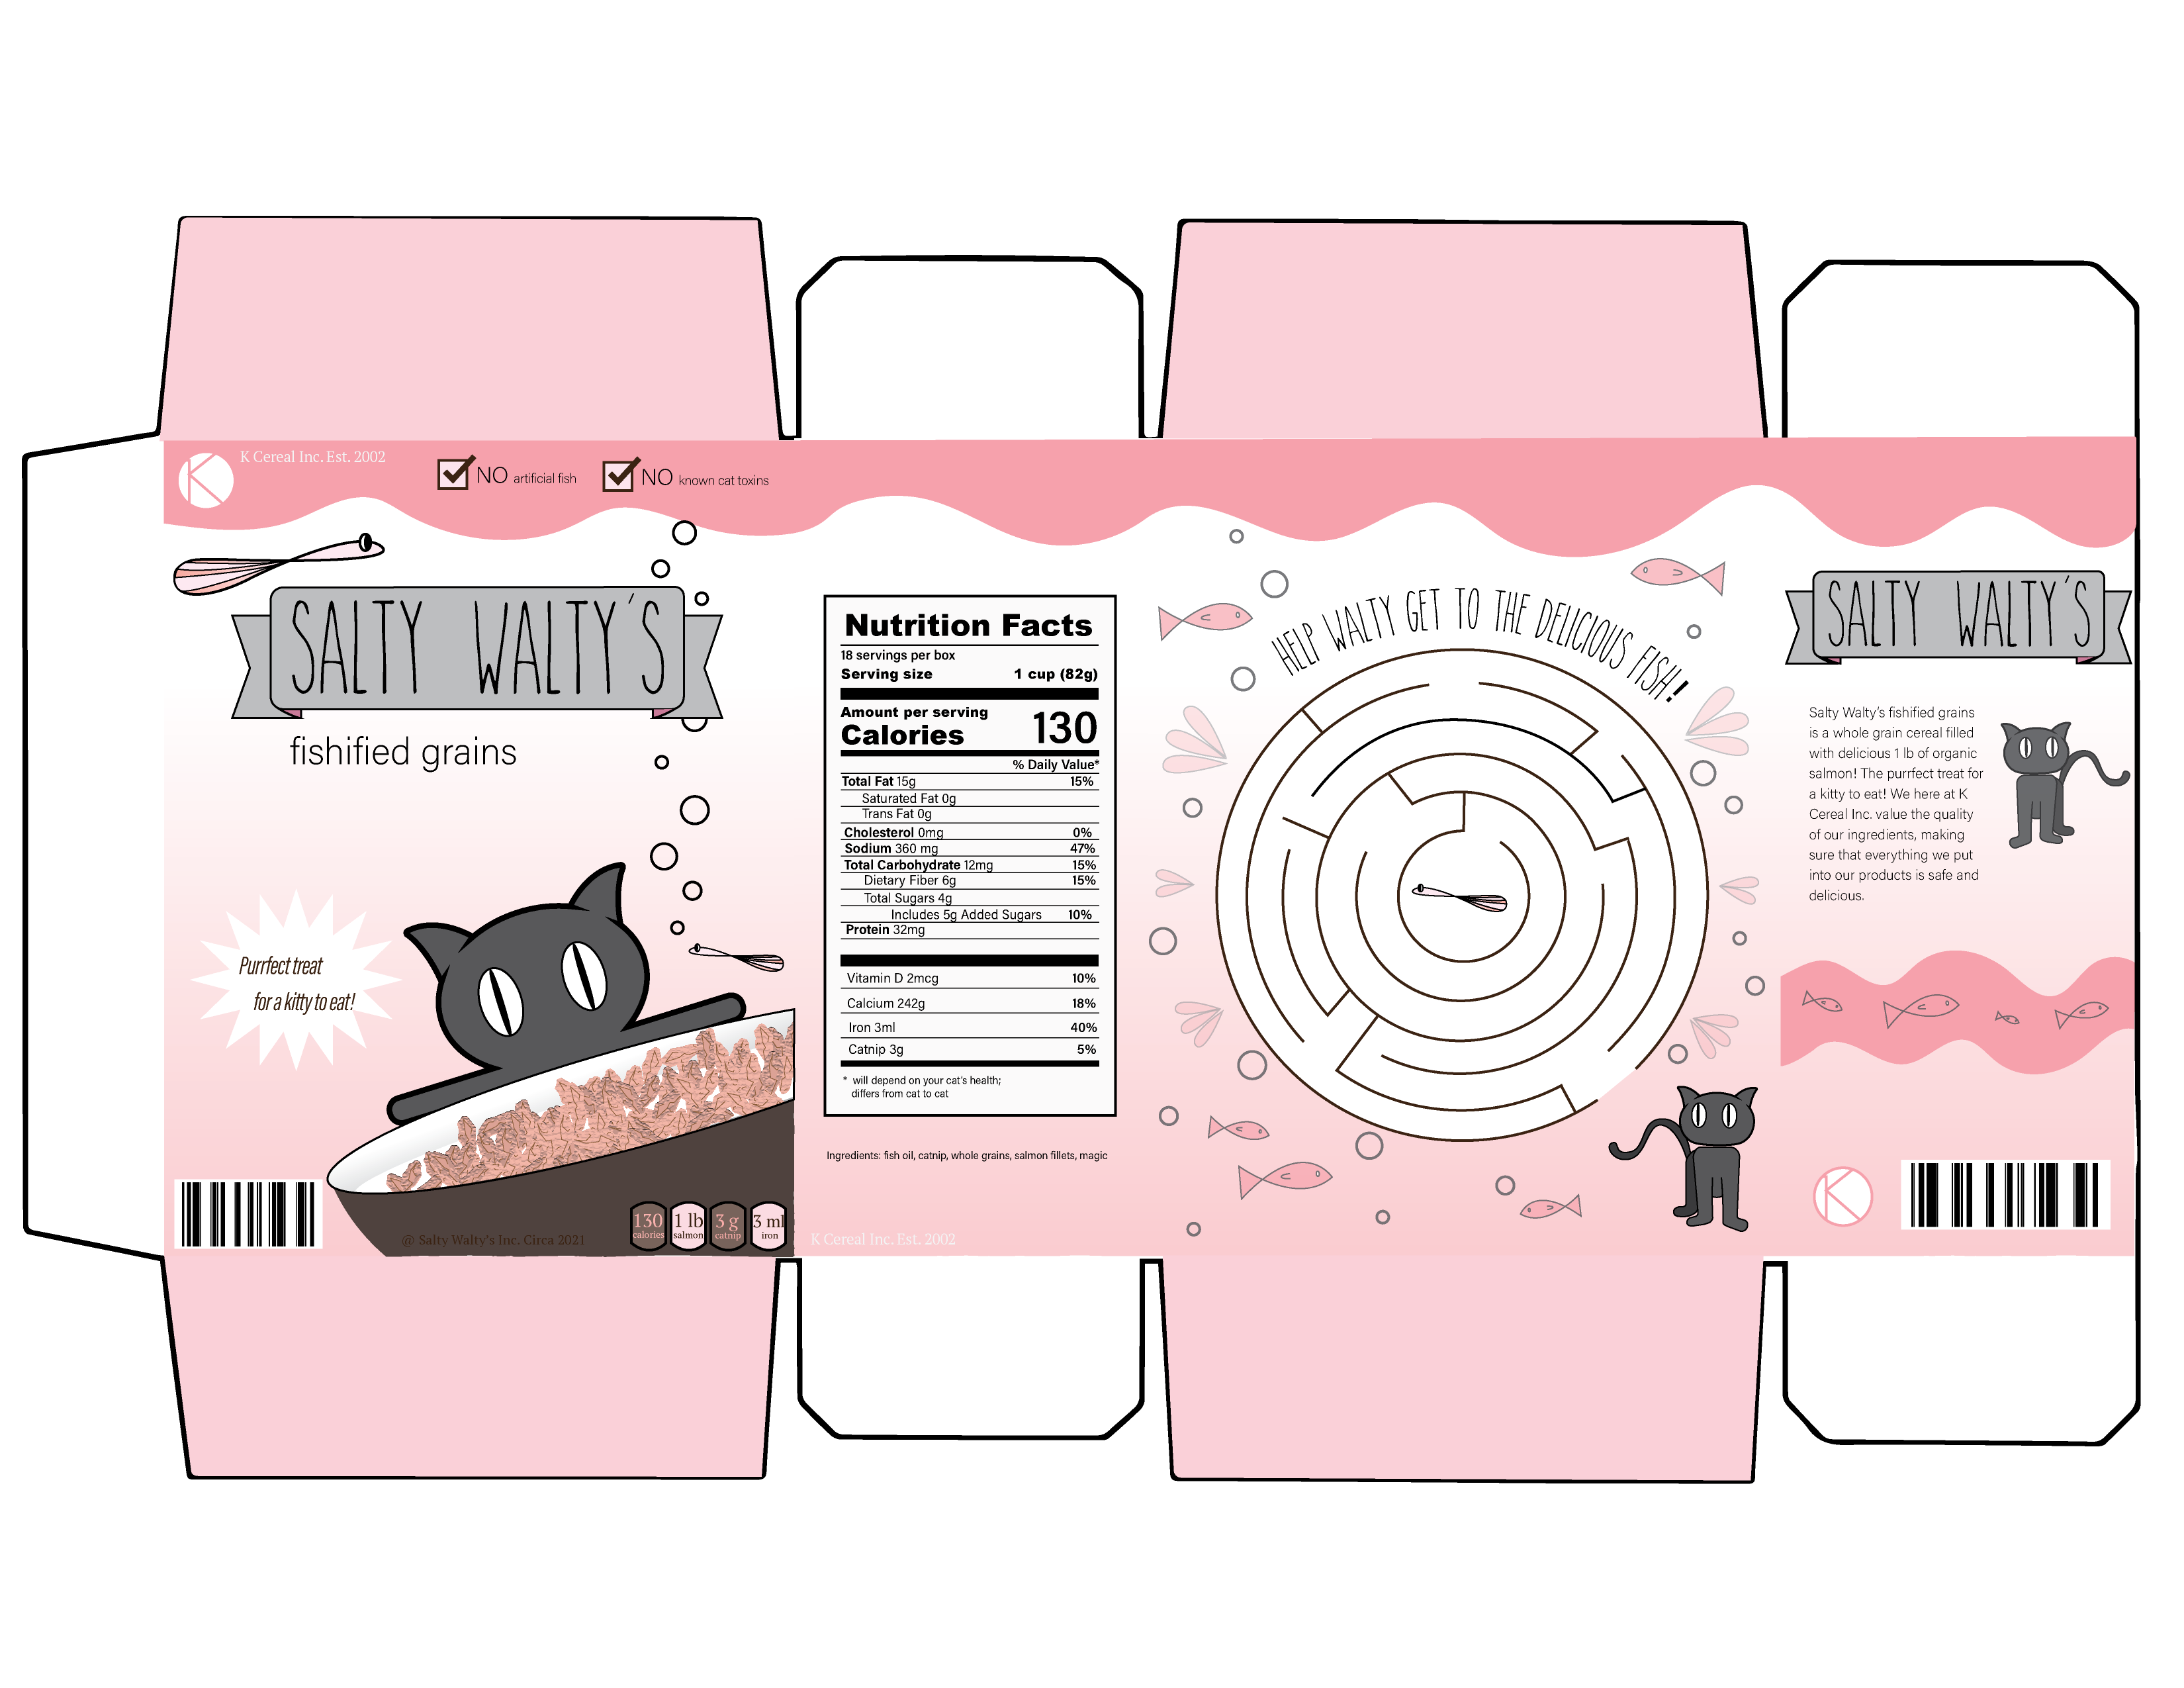 K Cereal Inc. Est. 2002
NO artificial fish
NO known cat toxins
SALTY WALTY'S
fishified grains
Purrfect treat
for a kitty to eat!
@ Salty Walty's Inc. Circa 2021
130
calories
1 lb
salmon
3 g
catnip
3 ml
iron
Nutrition Facts
18 servings per box
Serving size 1 cup (82g)
Amount per serving
Calories 130
% Daily Value*
Total Fat 15g 15%
Saturated Fat 0g
Trans Fat 0g
Cholesterol 0mg 0%
Sodium 360 mg 47%
Total Carbohydrate 12mg 15%
Dietary Fiber 6g 15%
Total Sugars 4g
Includes 5g Added Sugars 10%
Protein 32mg
Vitamin D 2mcg 10%
Calcium 242g 18%
Iron 3ml 40%
Catnip 3g 5%
* will depend on your cat's health;
differs from cat to cat
Ingredients: fish oil, catnip, whole grains, salmon fillets, magic
K Cereal Inc. Est. 2002
HELP WALTY GET TO THE DELICIOUS FISH!
SALTY WALTY'S
Salty Walty's fishified grains
is a whole grain cereal filled
with delicious 1 lb of organic
salmon! The purrfect treat for
a kitty to eat! We here at K
Cereal Inc. value the quality
of our ingredients, making
sure that everything we put
into our products is safe and
delicious.
K